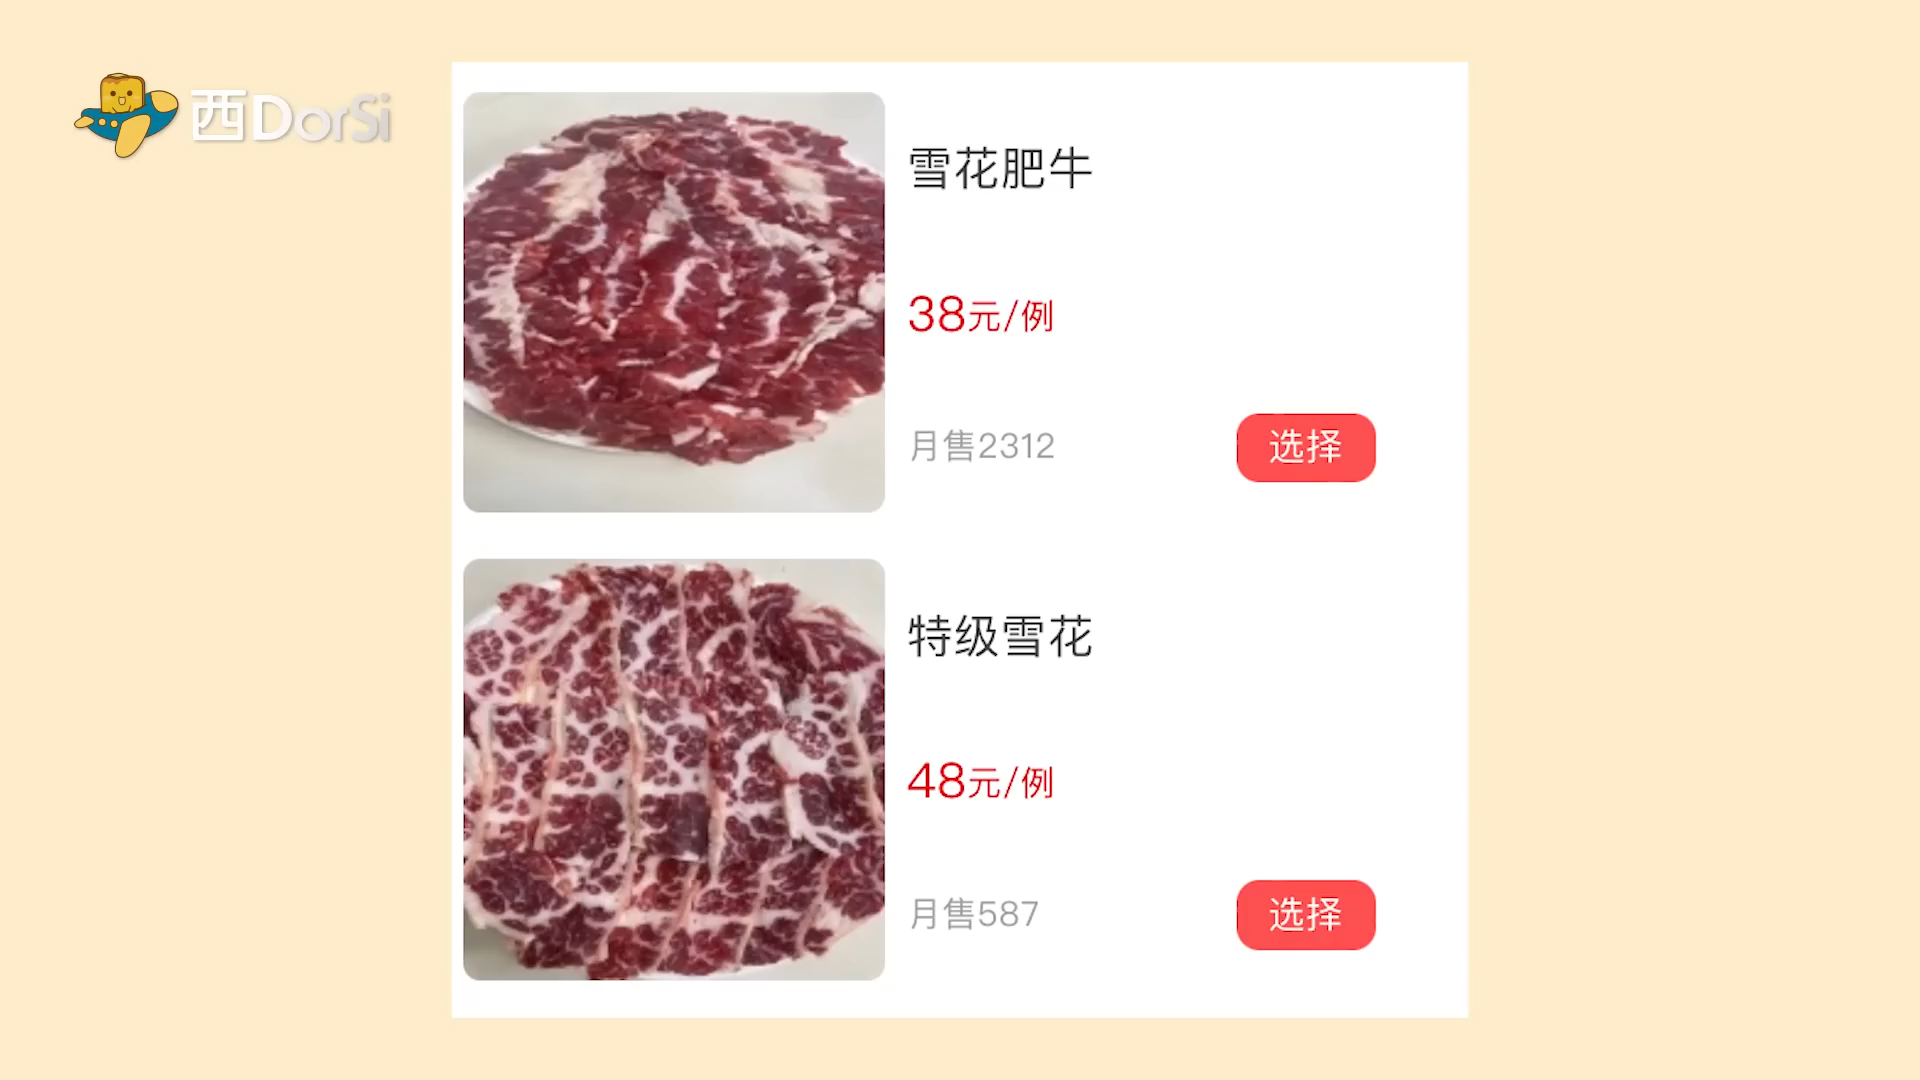 西DorSi
雪花肥牛
38元/例
月售2312
选择
特级雪花
48元/例
月售587
选择